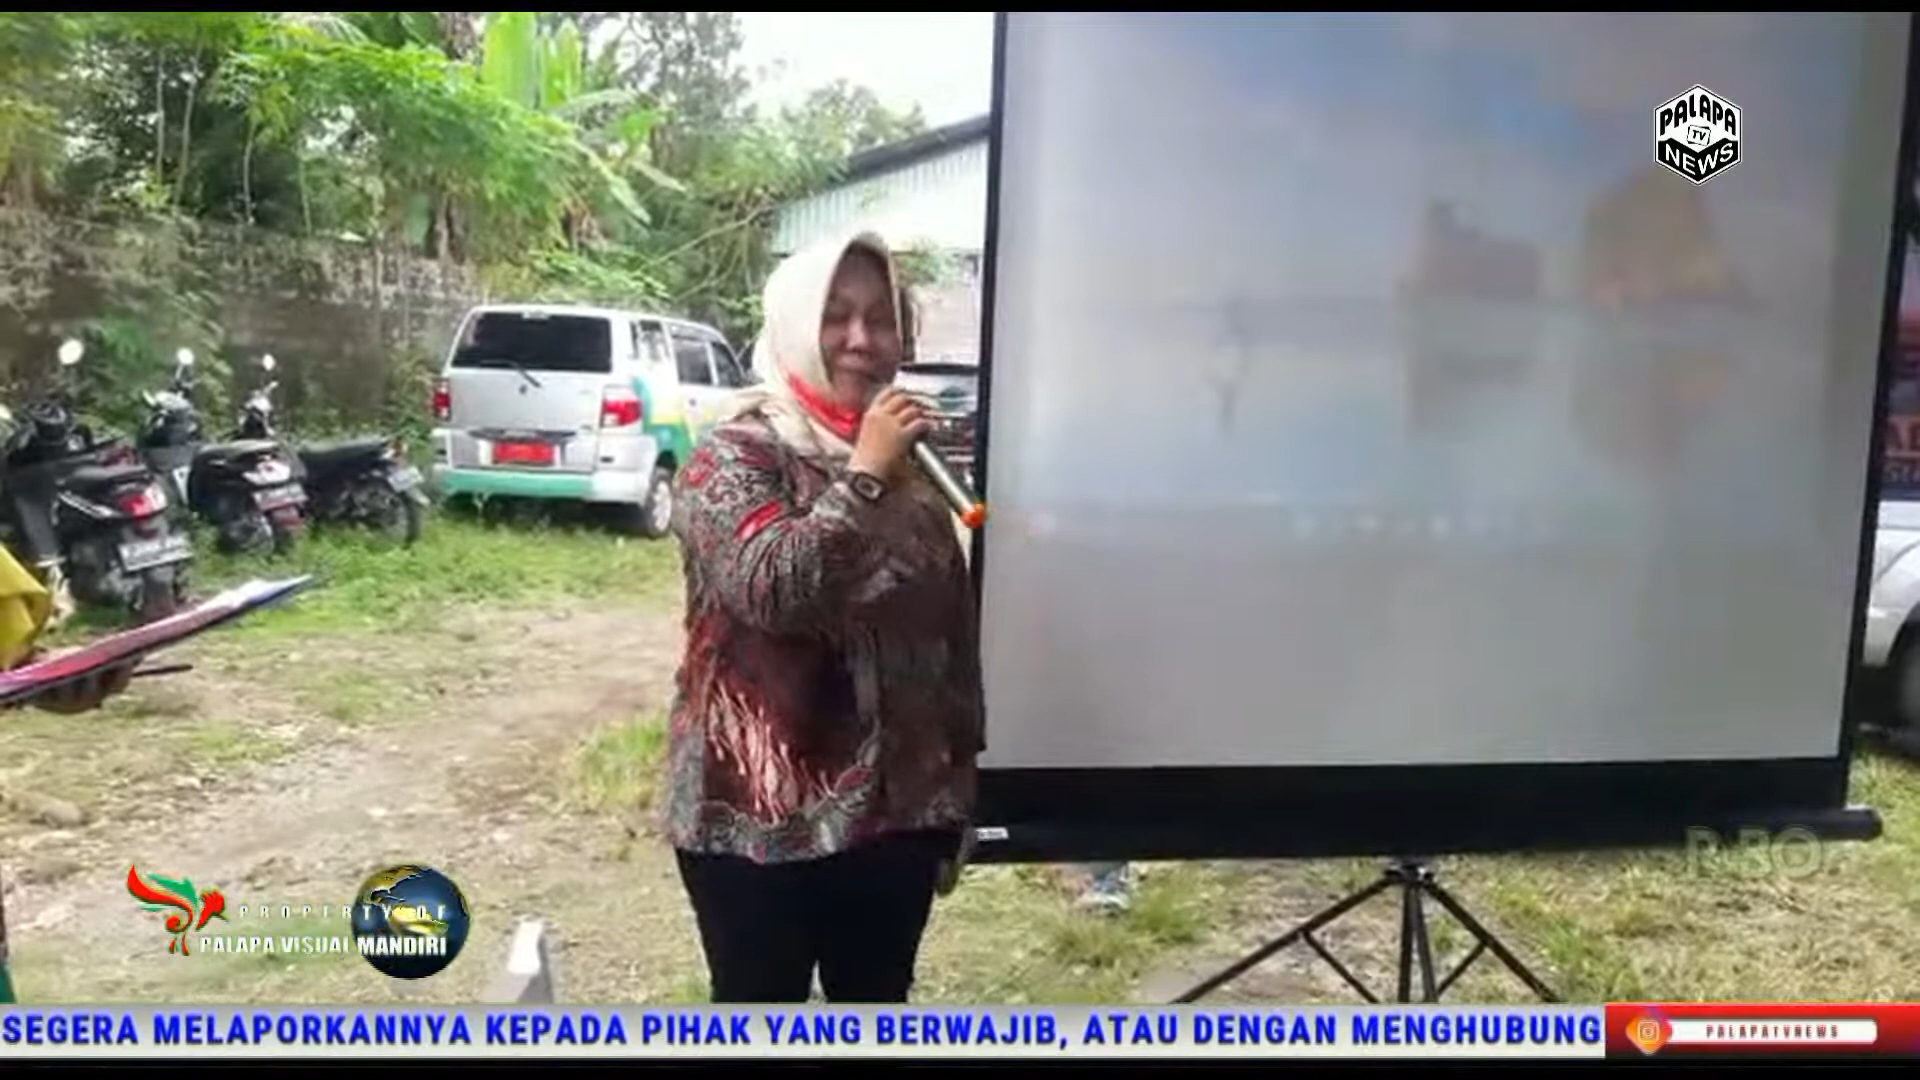 PALAPA
TV
NEWS
PROPERTY OF
PALAPA VISUAL MANDIRI
SEGERA MELAPORKANNYA KEPADA PIHAK YANG BERWAJIB, ATAU DENGAN MENGHUBUNG
PALAPATVNEWS